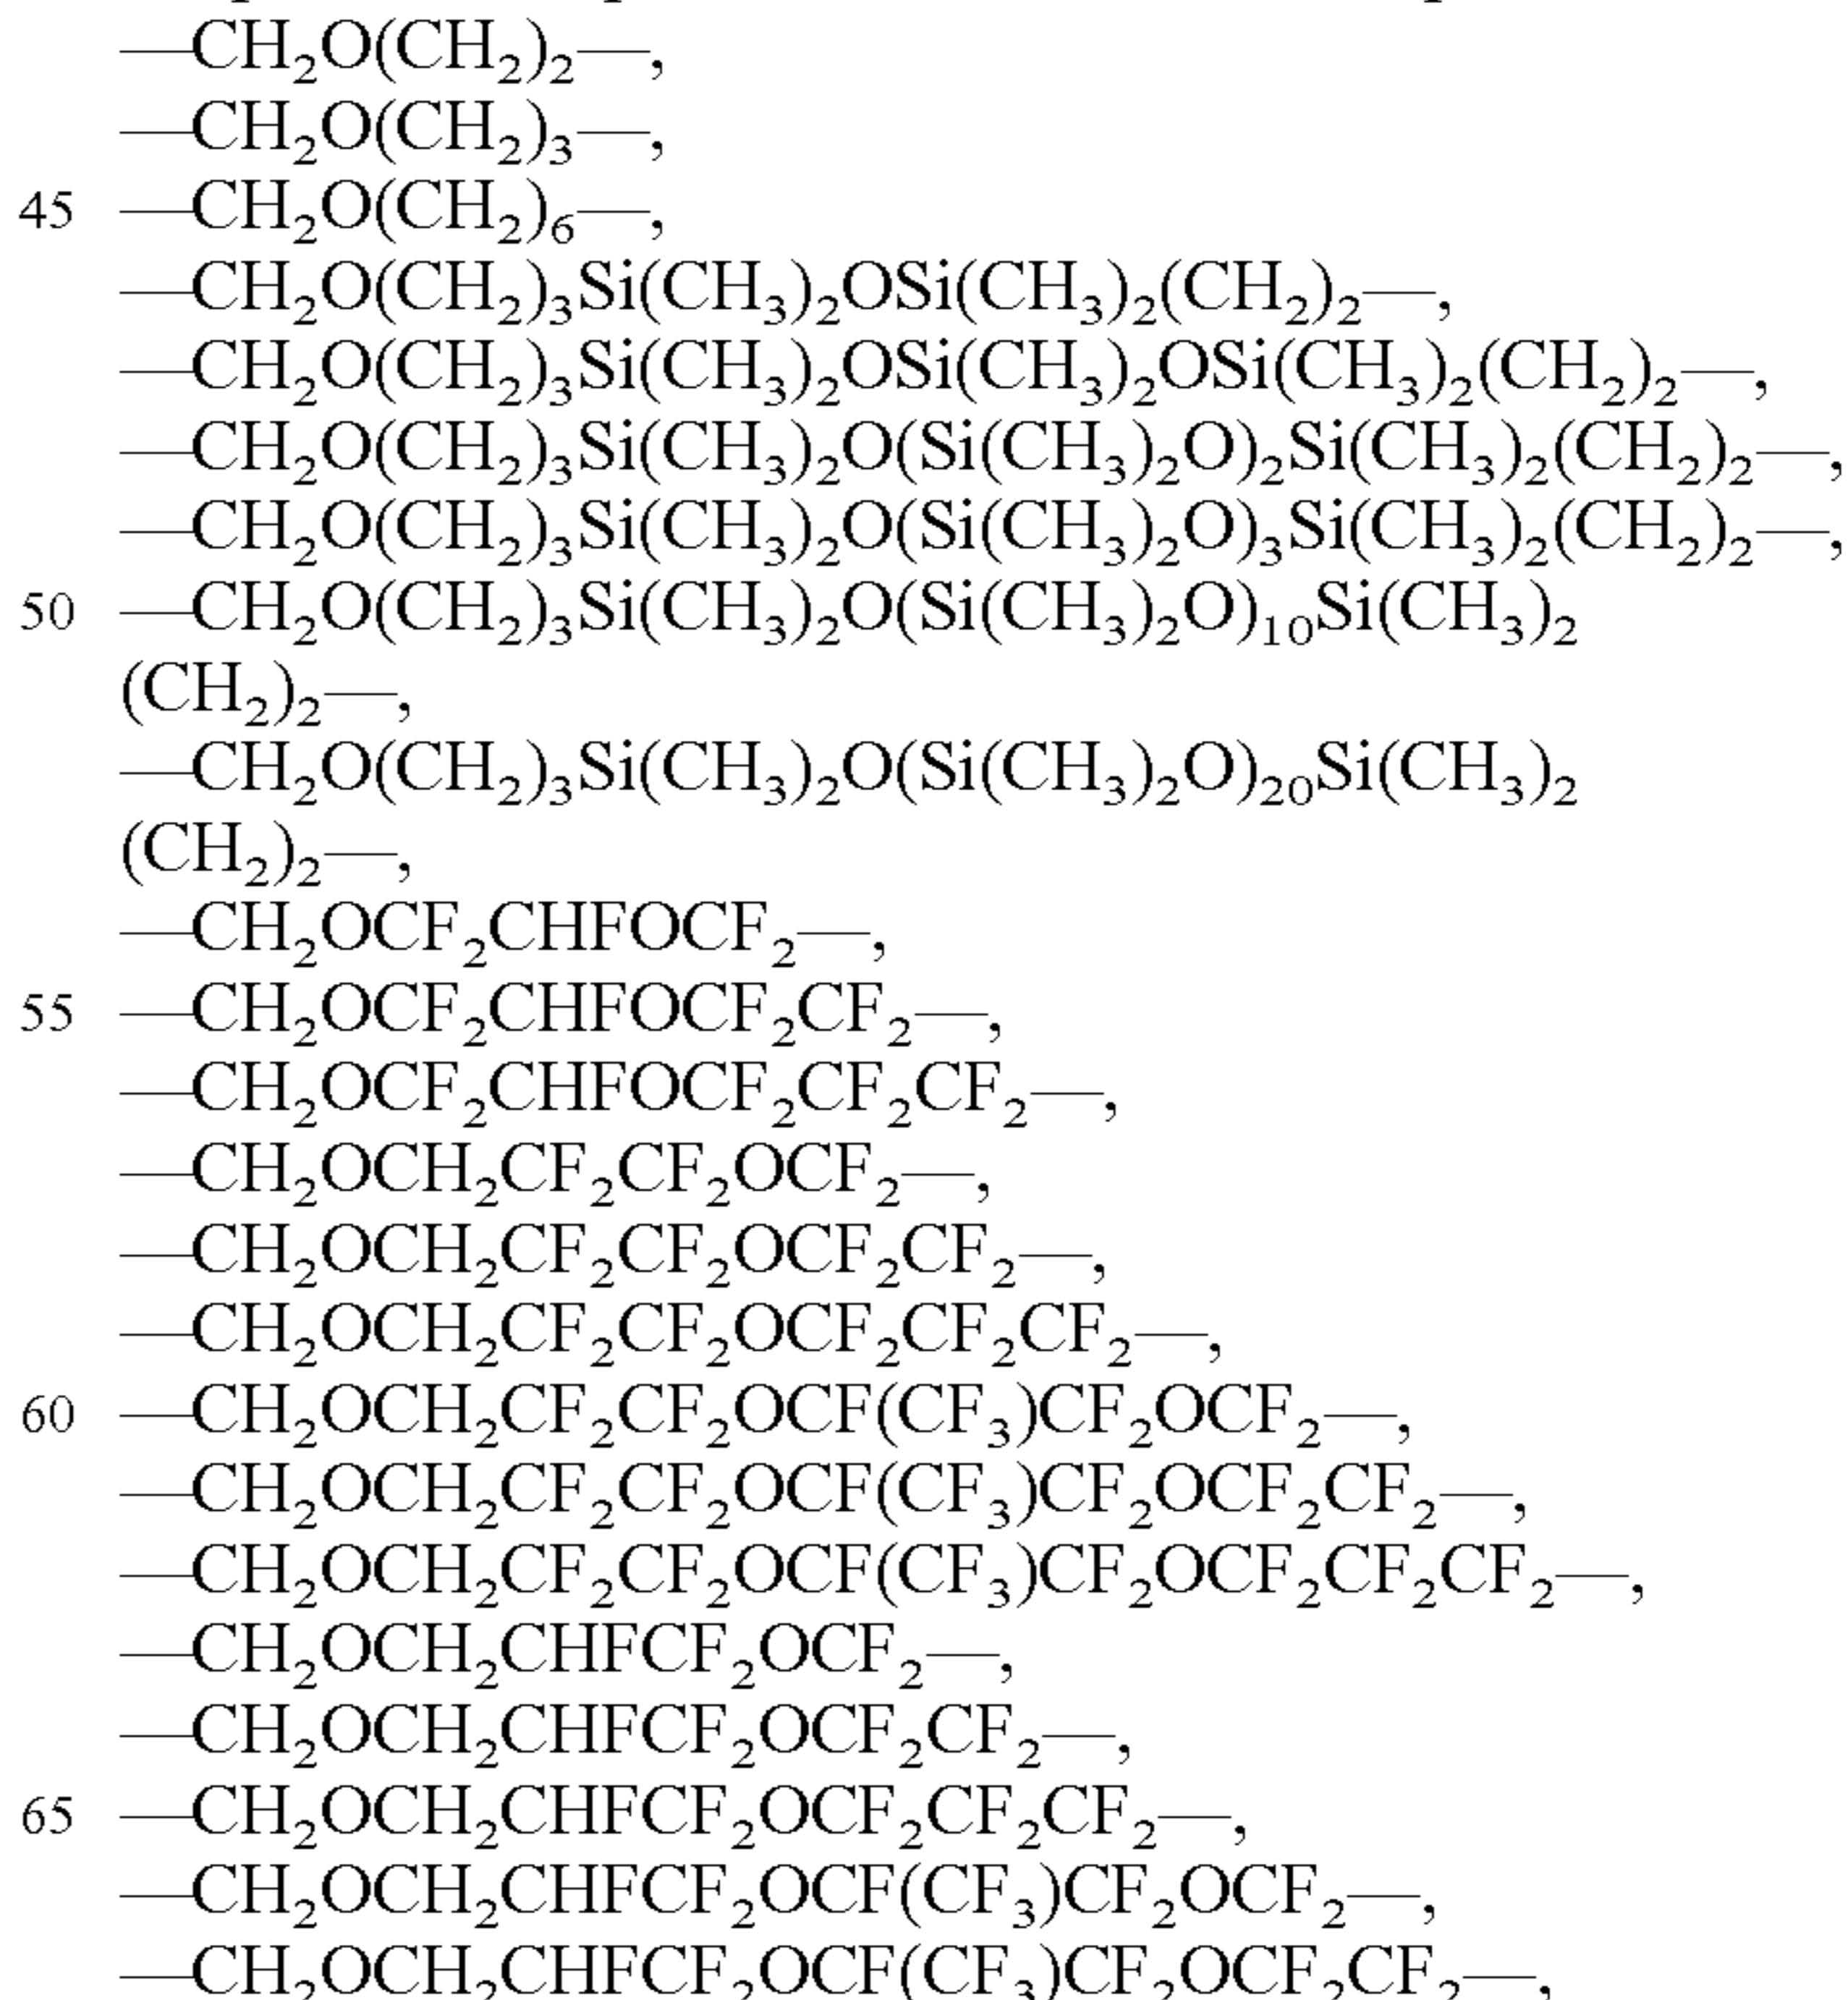 —CH₂O(CH₂)₂—,
—CH₂O(CH₂)₃—,
45 —CH₂O(CH₂)₆—,
—CH₂O(CH₂)₃Si(CH₃)₂OSi(CH₃)₂(CH₂)₂—,
—CH₂O(CH₂)₃Si(CH₃)₂OSi(CH₃)₂OSi(CH₃)₂(CH₂)₂—,
—CH₂O(CH₂)₃Si(CH₃)₂O(Si(CH₃)₂O)₂Si(CH₃)₂(CH₂)₂—,
—CH₂O(CH₂)₃Si(CH₃)₂O(Si(CH₃)₂O)₃Si(CH₃)₂(CH₂)₂—,
50 —CH₂O(CH₂)₃Si(CH₃)₂O(Si(CH₃)₂O)₁₀Si(CH₃)₂
(CH₂)₂—,
—CH₂O(CH₂)₃Si(CH₃)₂O(Si(CH₃)₂O)₂₀Si(CH₃)₂
(CH₂)₂—,
—CH₂OCF₂CHFOCF₂—,
55 —CH₂OCF₂CHFOCF₂CF₂—,
—CH₂OCF₂CHFOCF₂CF₂CF₂—,
—CH₂OCH₂CF₂CF₂OCF₂—,
—CH₂OCH₂CF₂CF₂OCF₂CF₂—,
—CH₂OCH₂CF₂CF₂OCF₂CF₂CF₂—,
60 —CH₂OCH₂CF₂CF₂OCF(CF₃)CF₂OCF₂—,
—CH₂OCH₂CF₂CF₂OCF(CF₃)CF₂OCF₂CF₂—,
—CH₂OCH₂CF₂CF₂OCF(CF₃)CF₂OCF₂CF₂CF₂—,
—CH₂OCH₂CHFCF₂OCF₂—,
—CH₂OCH₂CHFCF₂OCF₂CF₂—,
65 —CH₂OCH₂CHFCF₂OCF₂CF₂CF₂—,
—CH₂OCH₂CHFCF₂OCF(CF₃)CF₂OCF₂—,
—CH₂OCH₂CHFCF₂OCF(CF₃)CF₂OCF₂CF₂—,